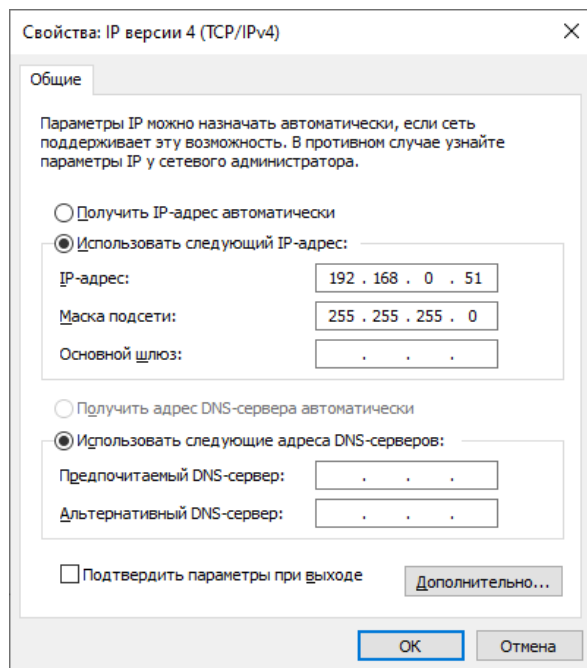 Свойства: IP версии 4 (TCP/IPv4)
Общие
Параметры IP можно назначать автоматически, если сеть
поддерживает эту возможность. В противном случае узнайте
параметры IP у сетевого администратора.
Получить IP-адрес автоматически
Использовать следующий IP-адрес:
IP-адрес: 192 . 168 . 0 . 51
Маска подсети: 255 . 255 . 255 . 0
Основной шлюз: . . .
Получить адрес DNS-сервера автоматически
Использовать следующие адреса DNS-серверов:
Предпочитаемый DNS-сервер: . . .
Альтернативный DNS-сервер: . . .
Подтвердить параметры при выходе
Дополнительно...
ОК Отмена